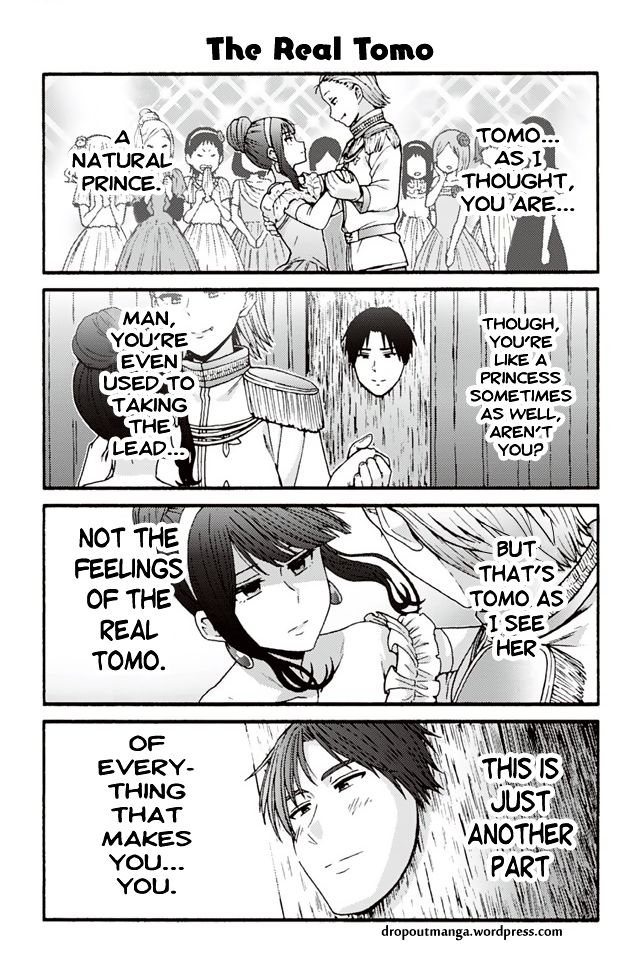 The Real Tomo
TOMO...
AS I
THOUGHT,
YOU ARE...
A
NATURAL
PRINCE.
THOUGH,
YOU'RE
LIKE A
PRINCESS
SOMETIMES
AS WELL,
AREN'T
YOU?
MAN,
YOU'RE
EVEN
USED TO
TAKING
THE
LEAD...
BUT
THAT'S
TOMO AS
I SEE
HER
NOT THE
FEELINGS
OF THE
REAL
TOMO.
THIS IS
JUST
ANOTHER
PART
OF
EVERY-
THING
THAT
MAKES
YOU...
YOU.
dropoutmanga.wordpress.com